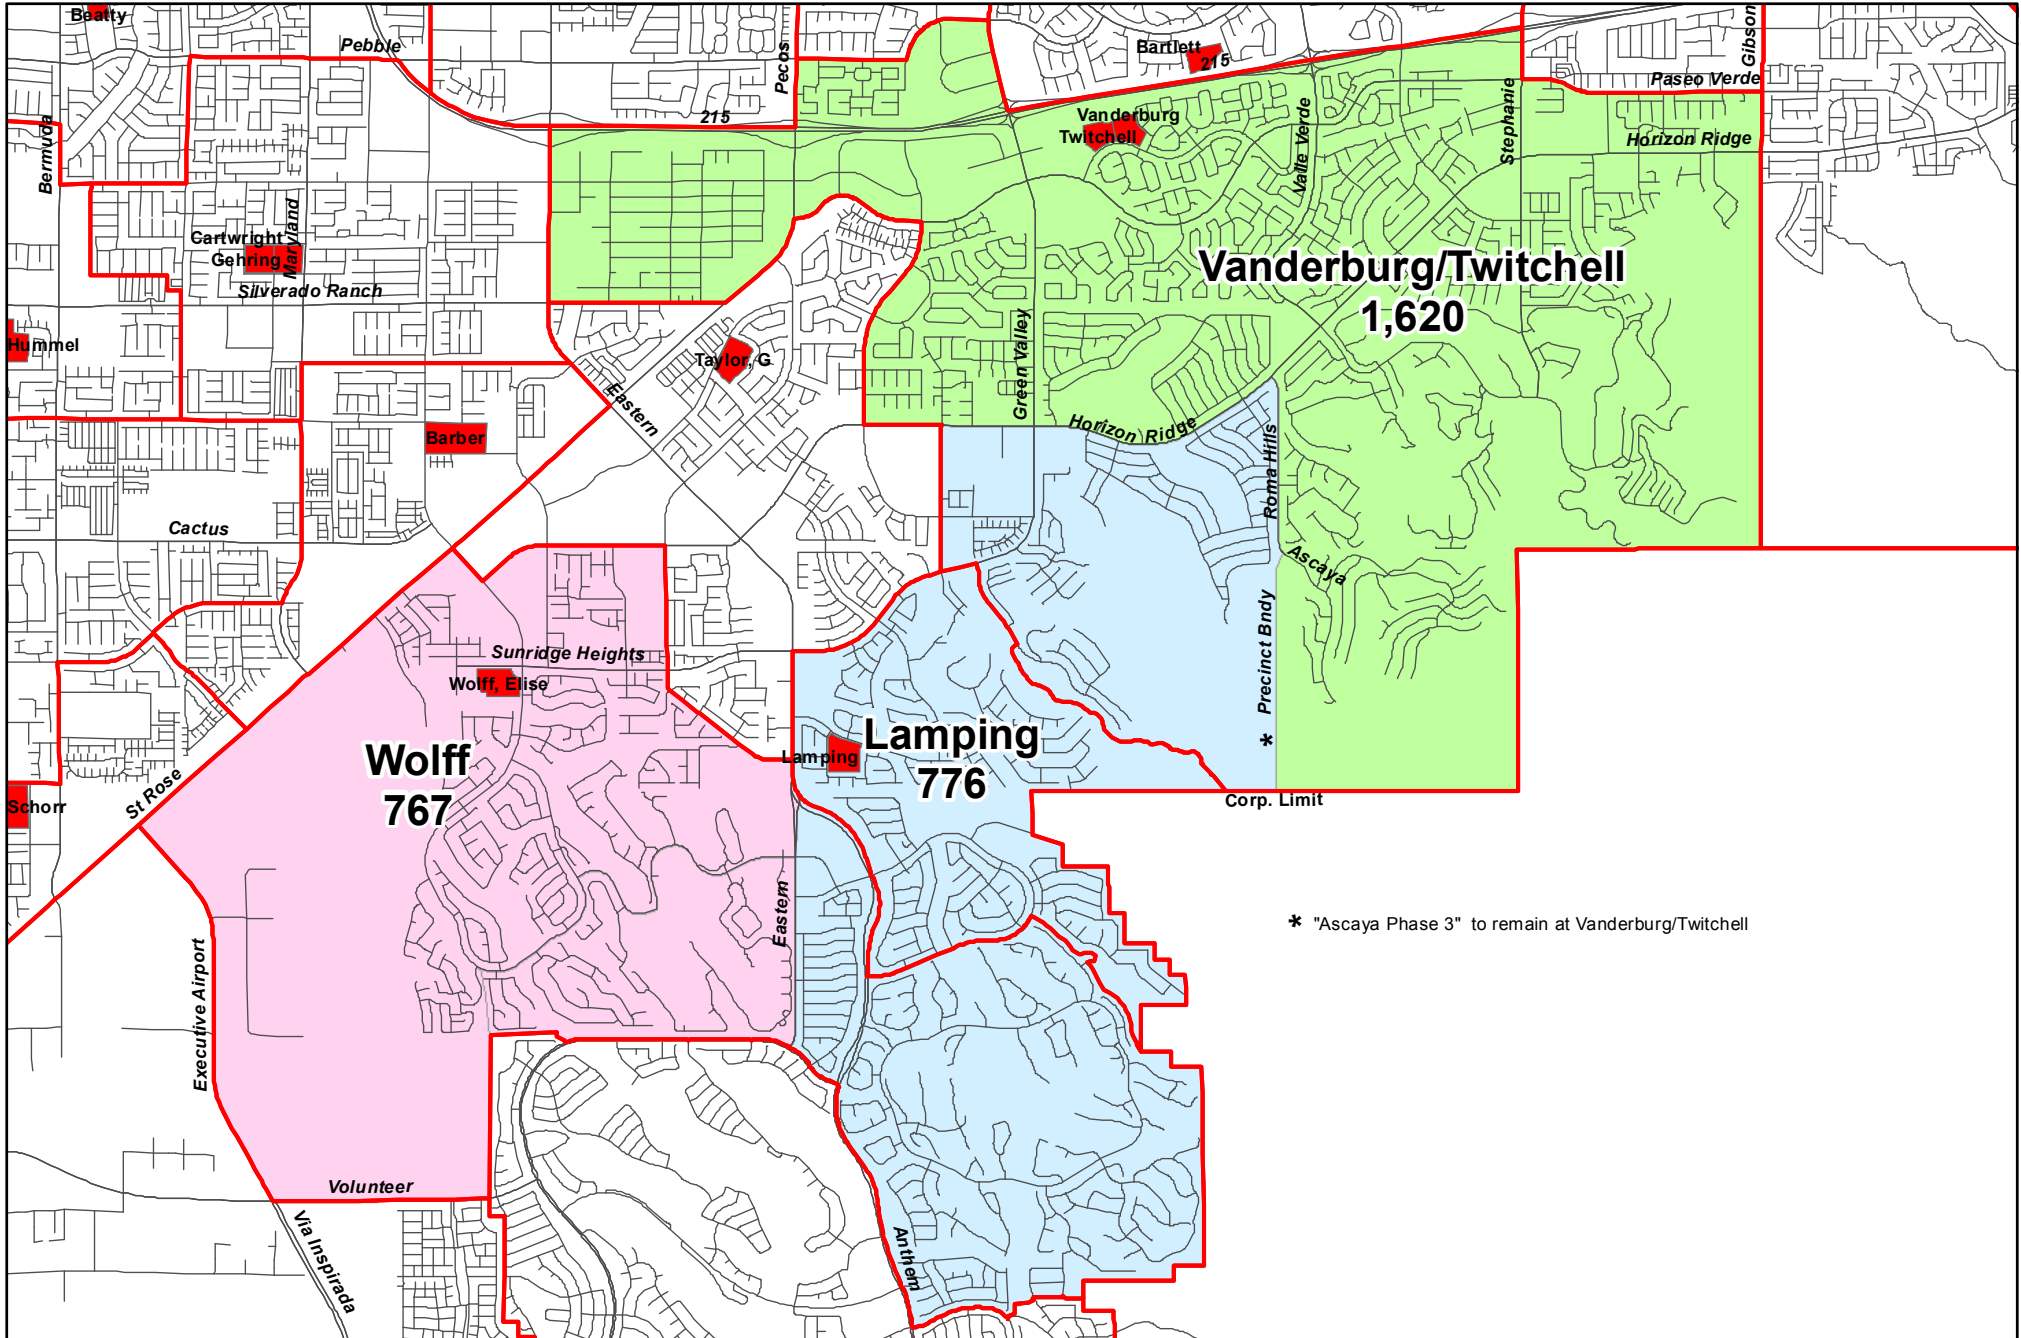 Beatty
Pebble
Pecos
Bartlett
215
Gibson
Paseo Verde
Bermuda
215
Vanderburg
Twitchell
Valle Verde
Stephanie
Horizon Ridge
Cartwright
Gehring
Maryland
Silverado Ranch
Vanderburg/Twitchell
1,620
Hummel
Taylor, G
Green Valley
Eastern
Barber
Horizon Ridge
Roma Hills
Cactus
Ascaya
Precinct Bndy
*
Sunridge Heights
Wolff, Elise
Wolff
767
Lamping
Lamping
776
Schorr
St Rose
Corp. Limit
Eastern
* "Ascaya Phase 3" to remain at Vanderburg/Twitchell
Executive Airport
Volunteer
Via Inspirada
Anthem